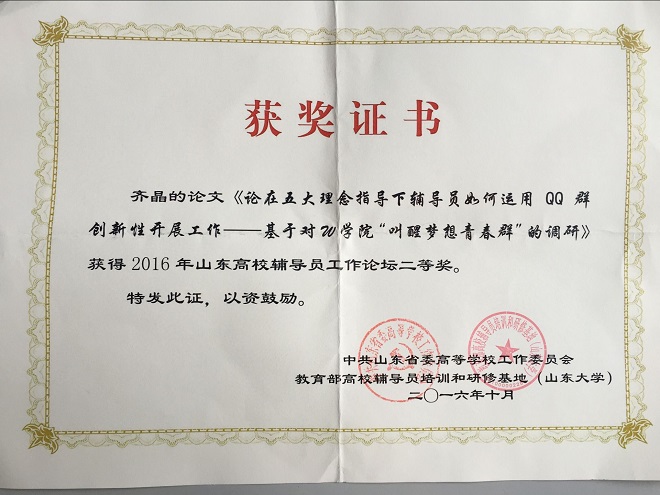 获奖证书
齐晶的论文《论在五大理念指导下辅导员如何运用 QQ 群
创新性开展工作——基于对W学院“叫醒梦想青春群”的调研》
获得 2016 年山东高校辅导员工作论坛二等奖。
特发此证，以资鼓励。
中共山东省委高等学校工作委员会
教育部高校辅导员培训和研修基地（山东大学）
二〇一六年十月